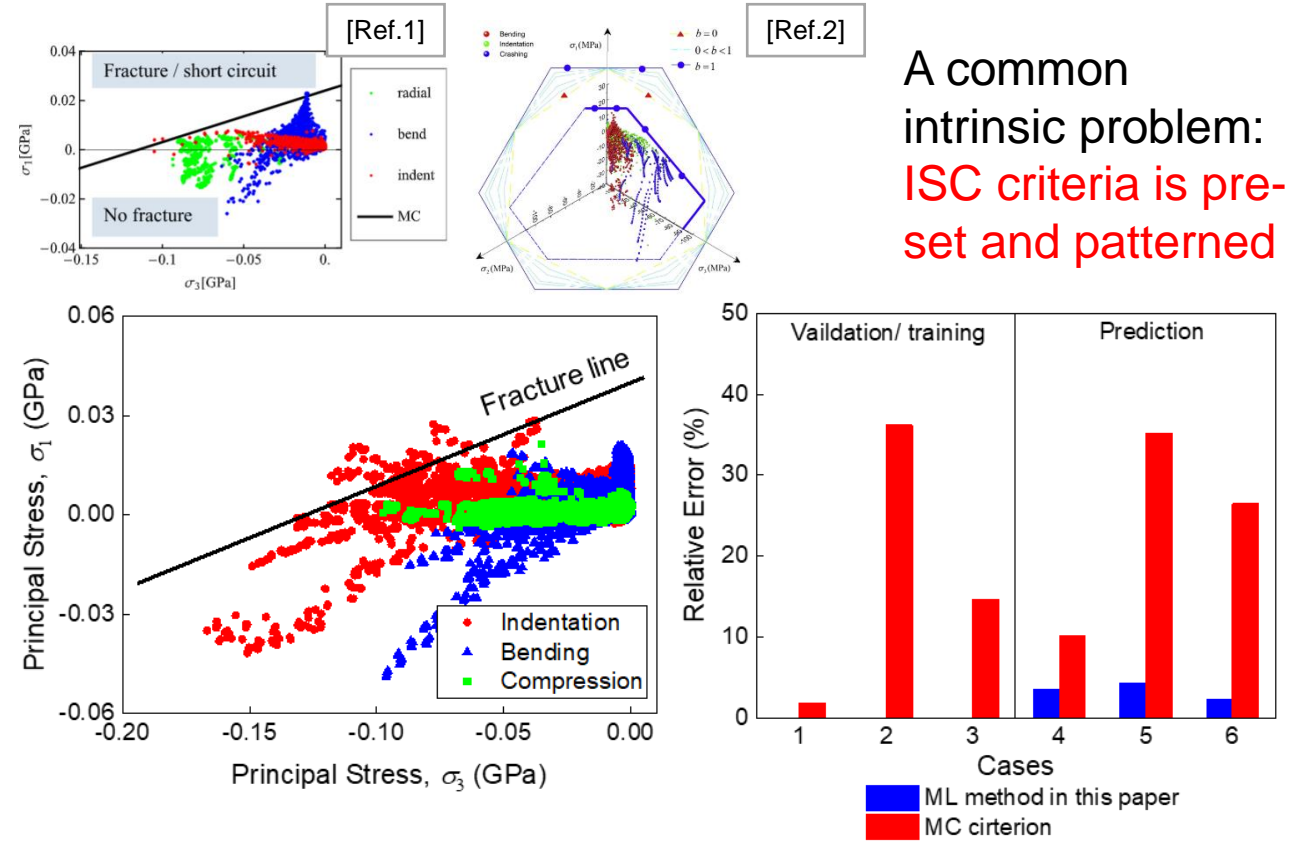 [Ref.1]
0.04
0.02
0.
−0.02
−0.04
σ1[GPa]
Fracture / short circuit
No fracture
radial
bend
indent
MC
−0.15
−0.1
−0.05
0.
σ3[GPa]
[Ref.2]
Bending
Indentation
Crashing
σ1(MPa)
b = 0
0 < b < 1
b = 1
σ2(MPa)
σ3(MPa)
A common
intrinsic problem:
ISC criteria is pre-
set and patterned
0.06
0.03
0.00
-0.03
-0.06
Principal Stress, σ1 (GPa)
Fracture line
Indentation
Bending
Compression
-0.20
-0.15
-0.10
-0.05
0.00
Principal Stress, σ3 (GPa)
50
40
30
20
10
0
Relative Error (%)
Vaildation/ training
Prediction
1
2
3
4
5
6
Cases
ML method in this paper
MC cirterion